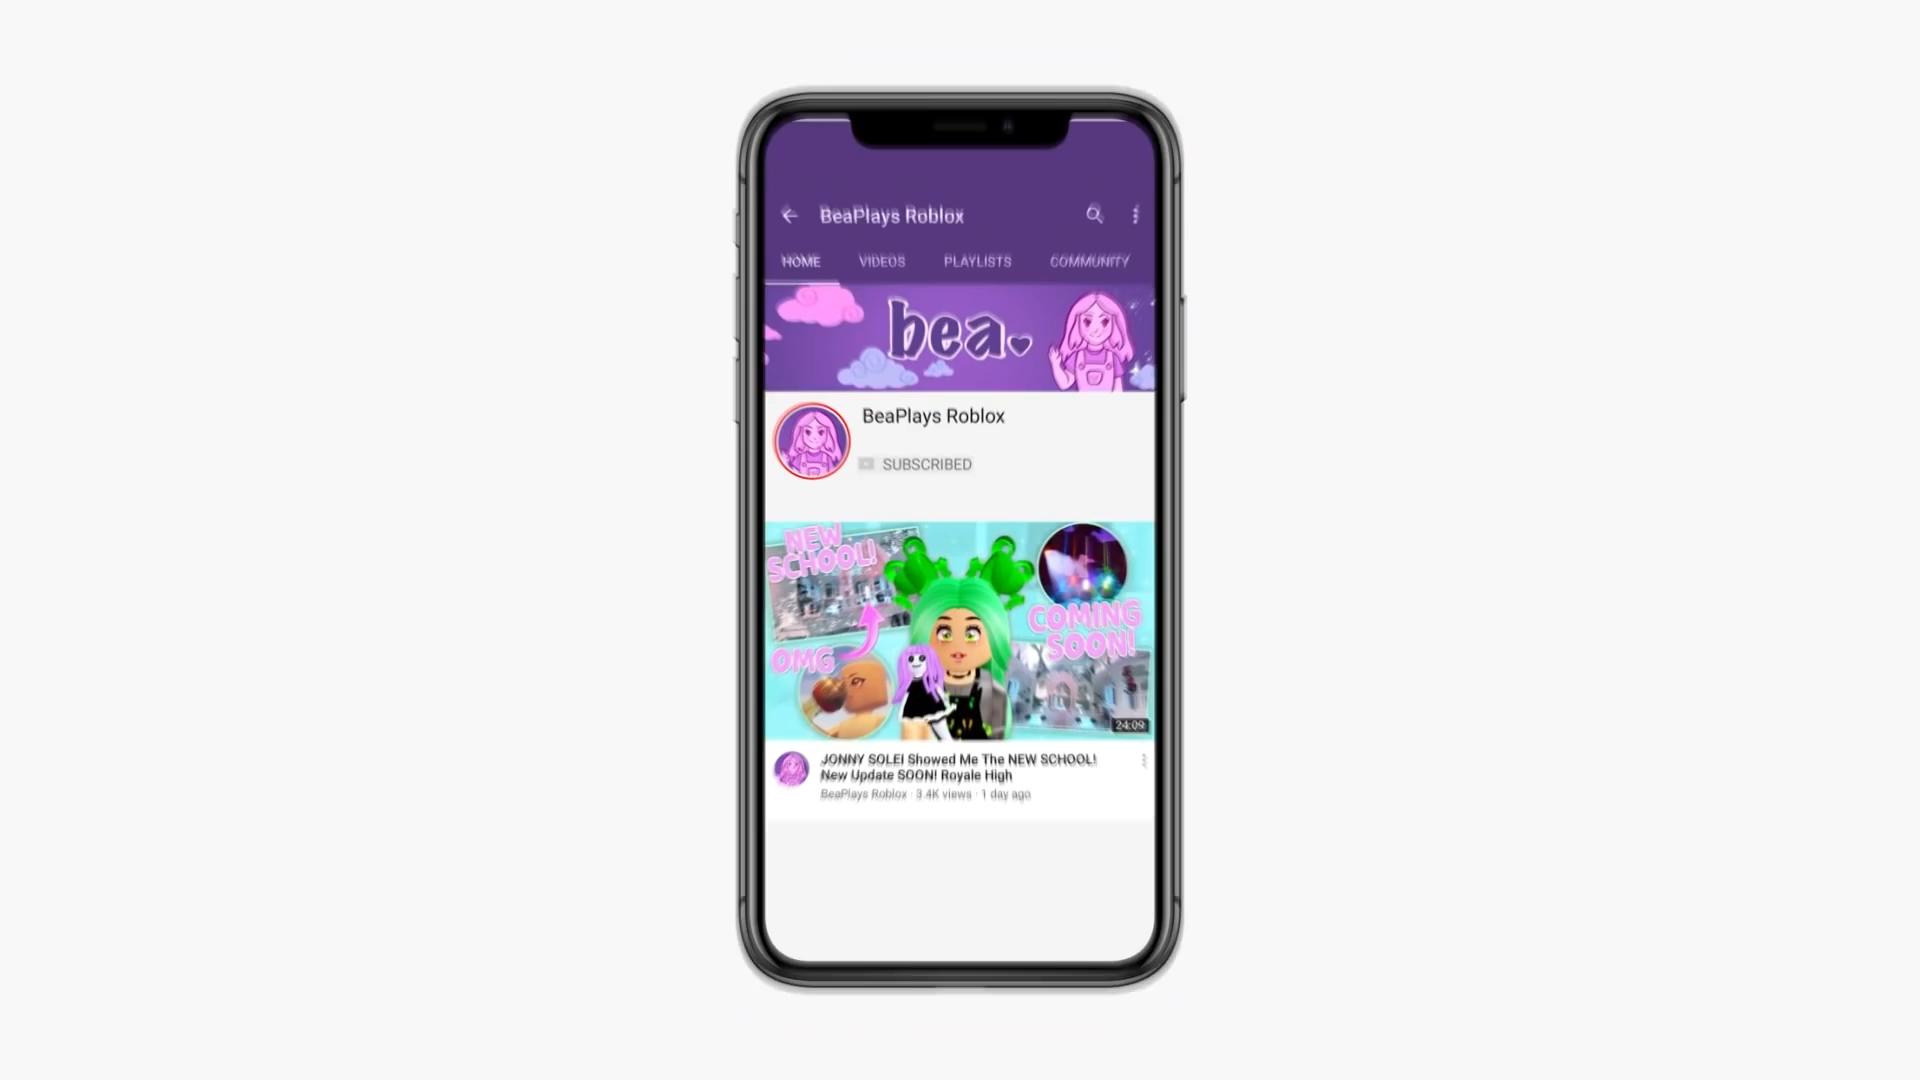 BeaPlays Roblox
HOME VIDEOS PLAYLISTS COMMUNITY
bea
BeaPlays Roblox
SUBSCRIBED
NEW
SCHOOL!
COMING
SOON!
OMG
24:09
JONNY SOLEI Showed Me The NEW SCHOOL!
New Update SOON! Royale High
BeaPlays Roblox · 3.4K views · 1 day ago